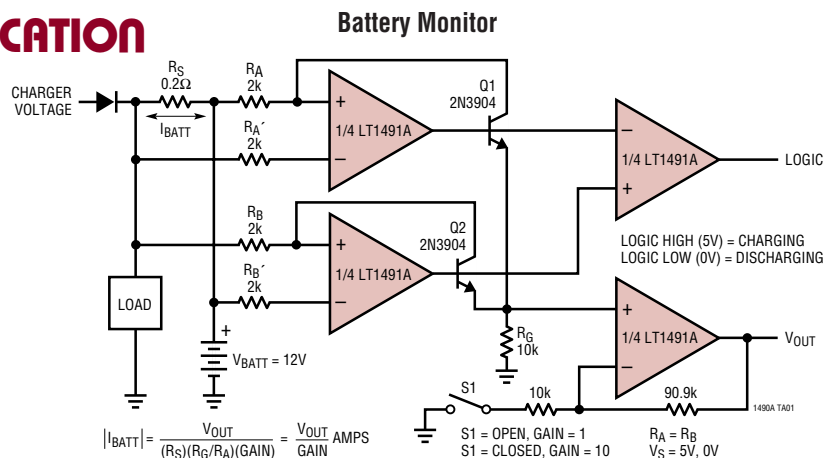 CATION
Battery Monitor
CHARGER
VOLTAGE
RS
0.2Ω
IBATT
RA
2k
RA′
2k
+
−
1/4 LT1491A
Q1
2N3904
−
+
1/4 LT1491A
LOGIC
RB
2k
RB′
2k
+
−
1/4 LT1491A
Q2
2N3904
LOGIC HIGH (5V) = CHARGING
LOGIC LOW (0V) = DISCHARGING
LOAD
+
VBATT = 12V
RG
10k
+
−
1/4 LT1491A
VOUT
S1
10k
90.9k
1490A TA01
|IBATT| = VOUT / (RS)(RG/RA)(GAIN) = VOUT / GAIN AMPS
S1 = OPEN, GAIN = 1
S1 = CLOSED, GAIN = 10
RA = RB
VS = 5V, 0V